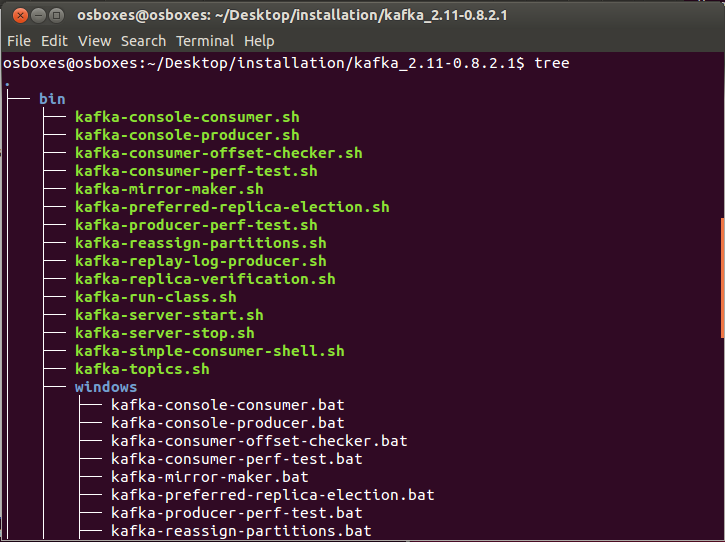 osboxes@osboxes: ~/Desktop/installation/kafka_2.11-0.8.2.1
File Edit View Search Terminal Help
osboxes@osboxes:~/Desktop/installation/kafka_2.11-0.8.2.1$ tree
.
├── bin
│   ├── kafka-console-consumer.sh
│   ├── kafka-console-producer.sh
│   ├── kafka-consumer-offset-checker.sh
│   ├── kafka-consumer-perf-test.sh
│   ├── kafka-mirror-maker.sh
│   ├── kafka-preferred-replica-election.sh
│   ├── kafka-producer-perf-test.sh
│   ├── kafka-reassign-partitions.sh
│   ├── kafka-replay-log-producer.sh
│   ├── kafka-replica-verification.sh
│   ├── kafka-run-class.sh
│   ├── kafka-server-start.sh
│   ├── kafka-server-stop.sh
│   ├── kafka-simple-consumer-shell.sh
│   ├── kafka-topics.sh
│   ├── windows
│   │   ├── kafka-console-consumer.bat
│   │   ├── kafka-console-producer.bat
│   │   ├── kafka-consumer-offset-checker.bat
│   │   ├── kafka-consumer-perf-test.bat
│   │   ├── kafka-mirror-maker.bat
│   │   ├── kafka-preferred-replica-election.bat
│   │   ├── kafka-producer-perf-test.bat
│   │   ├── kafka-reassign-partitions.bat